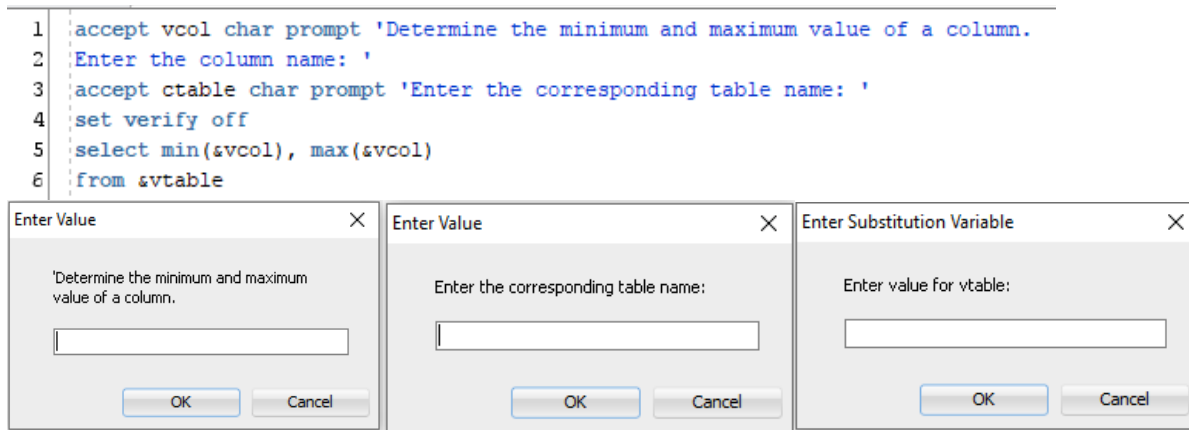 1 accept vcol char prompt 'Determine the minimum and maximum value of a column.
2 Enter the column name: '
3 accept ctable char prompt 'Enter the corresponding table name: '
4 set verify off
5 select min(&vcol), max(&vcol)
6 from &vtable
Enter Value
'Determine the minimum and maximum
value of a column.
OK Cancel
Enter Value
Enter the corresponding table name:
OK Cancel
Enter Substitution Variable
Enter value for vtable:
OK Cancel